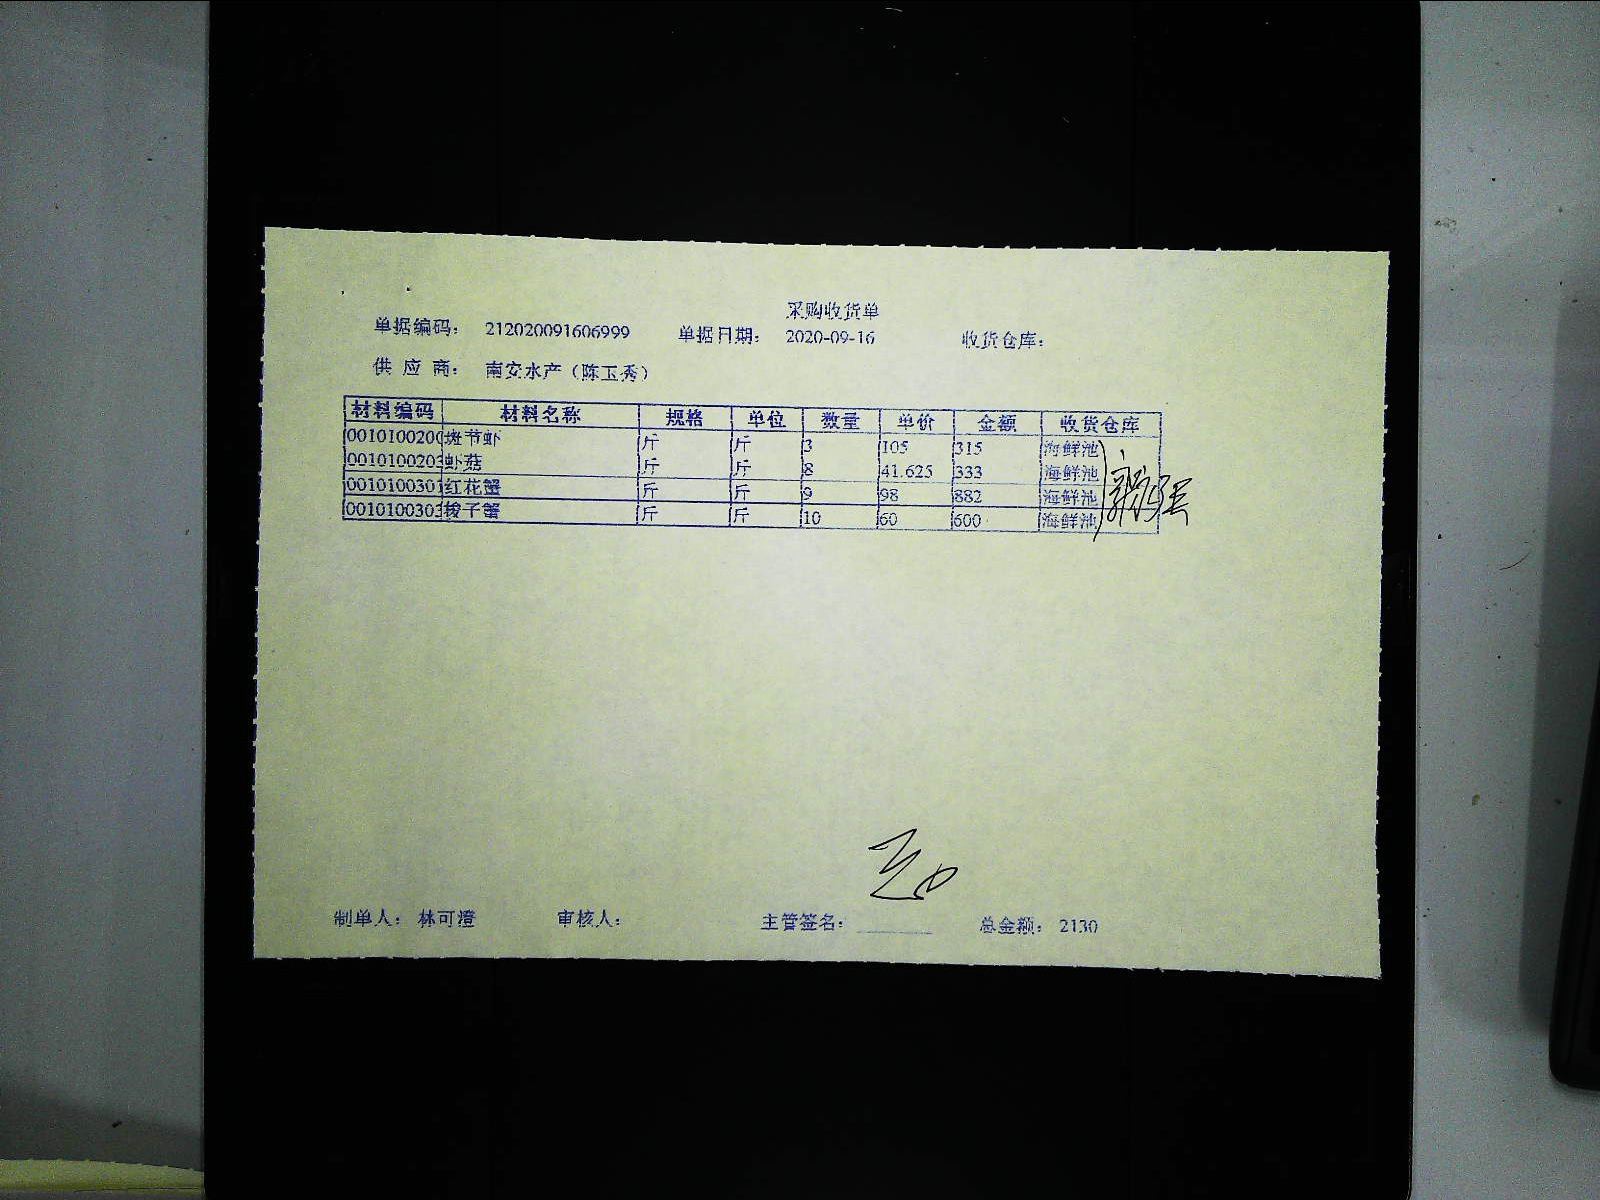 采购收货单
单据编码： 212020091606999 单据日期： 2020-09-16 收货仓库：
供 应 商： 南安水产（陈玉秀）
材料编码 材料名称 规格 单位 数量 单价 金额 收货仓库
001010020 斑节虾 斤 斤 3 105 315 海鲜池
0010100203 虾菇 斤 斤 8 41.625 333 海鲜池
0010100301 红花蟹 斤 斤 9 98 882 海鲜池
0010100303 梭子蟹 斤 斤 10 60 600 海鲜池
制单人： 林可澄 审核人： 主管签名： 总金额： 2130